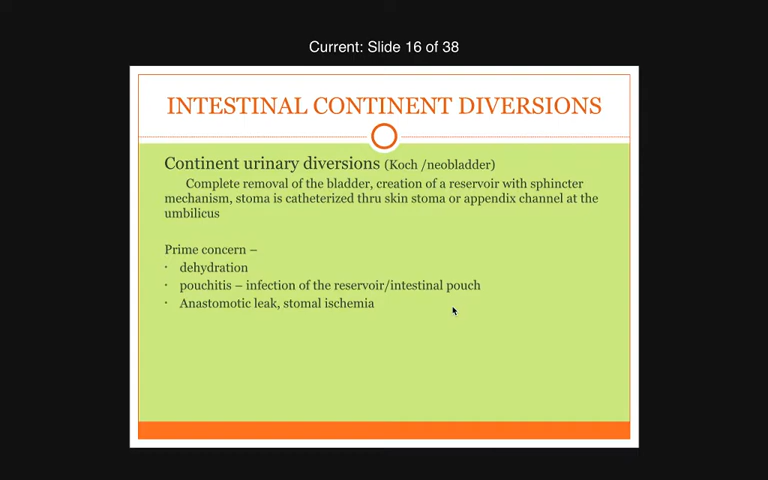 Current: Slide 16 of 38
INTESTINAL CONTINENT DIVERSIONS
Continent urinary diversions (Koch /neobladder)
Complete removal of the bladder, creation of a reservoir with sphincter
mechanism, stoma is catheterized thru skin stoma or appendix channel at the
umbilicus
Prime concern –
· dehydration
· pouchitis – infection of the reservoir/intestinal pouch
· Anastomotic leak, stomal ischemia